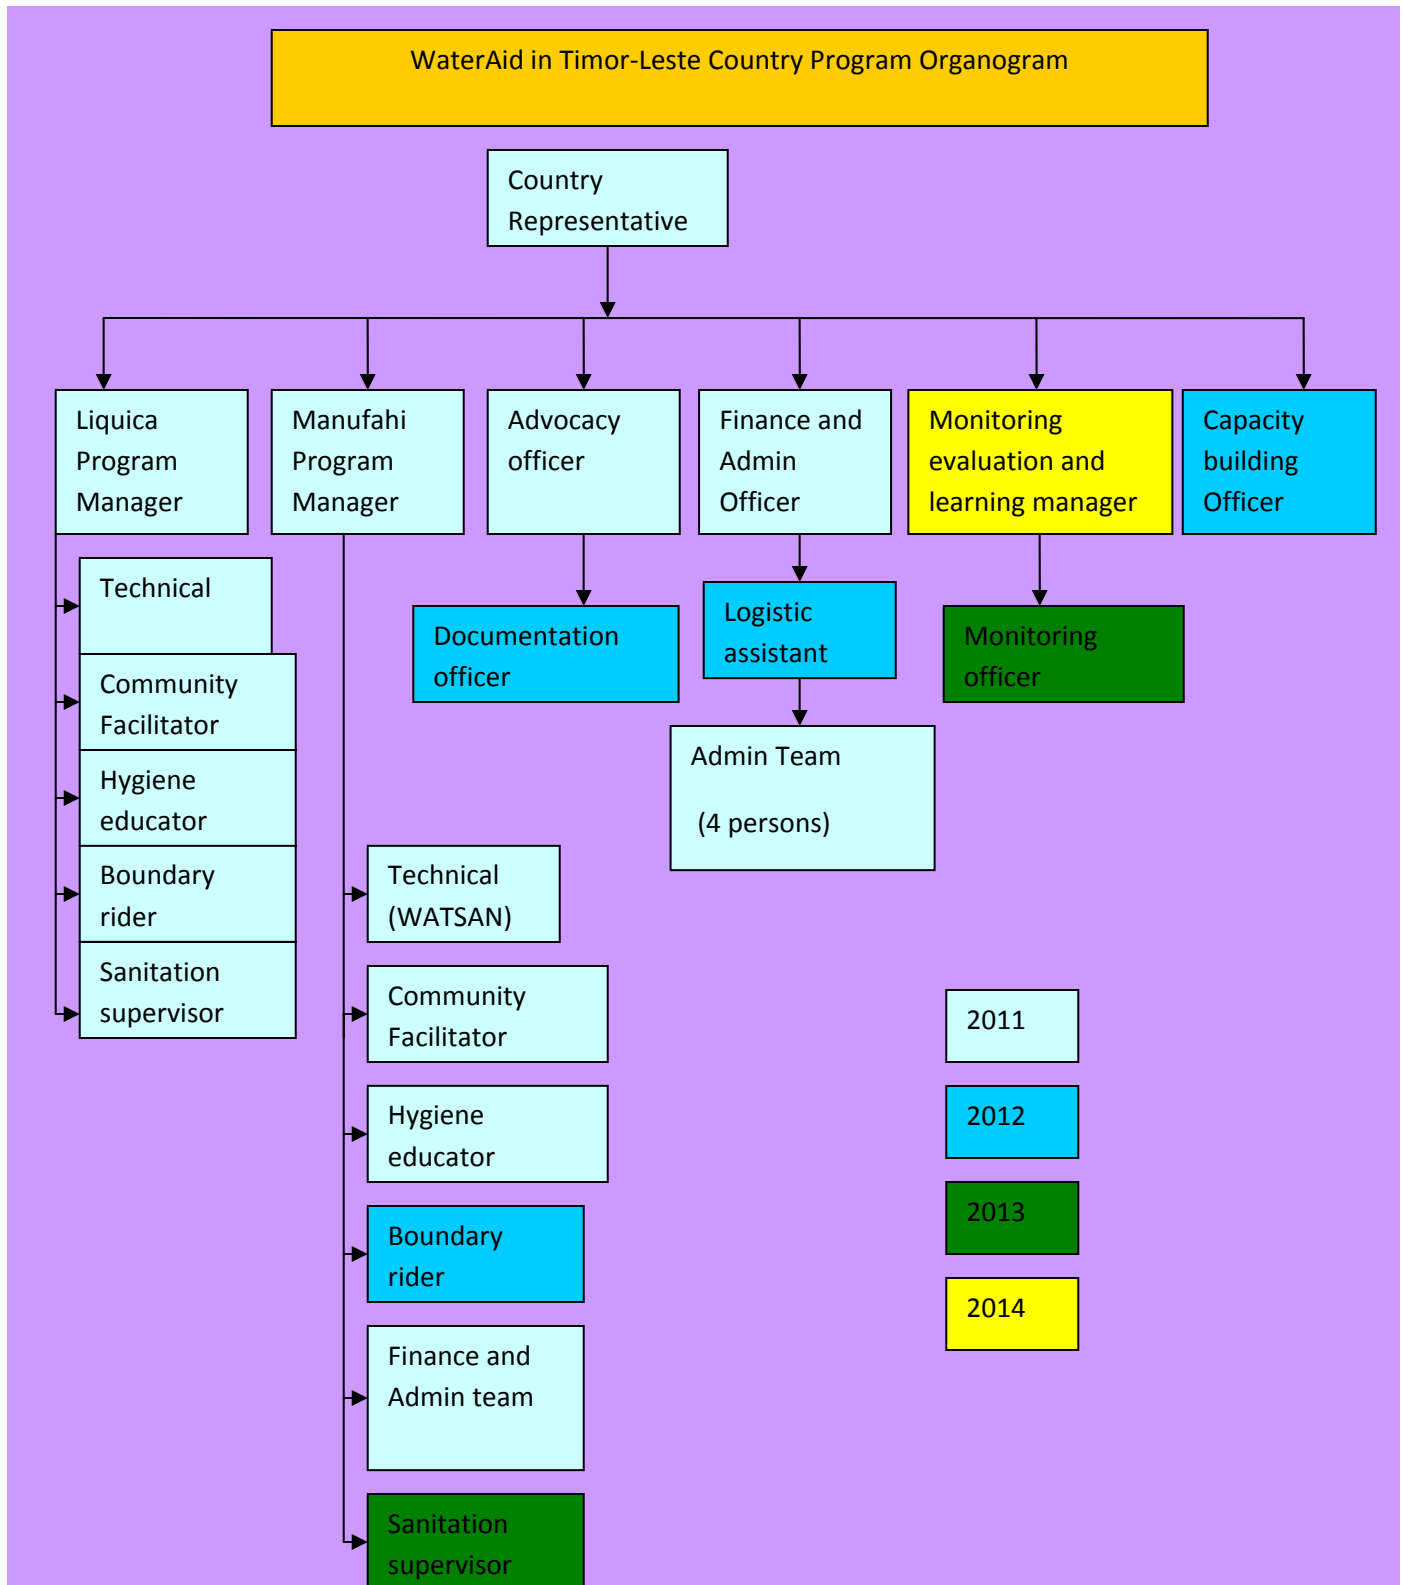 WaterAid in Timor-Leste Country Program Organogram
Country
Representative
Liquica
Program
Manager
Manufahi
Program
Manager
Advocacy
officer
Finance and
Admin
Officer
Monitoring
evaluation and
learning manager
Capacity
building
Officer
Technical
Community
Facilitator
Hygiene
educator
Boundary
rider
Sanitation
supervisor
Documentation
officer
Logistic
assistant
Monitoring
officer
Admin Team
(4 persons)
Technical
(WATSAN)
Community
Facilitator
Hygiene
educator
Boundary
rider
Finance and
Admin team
Sanitation
supervisor
2011
2012
2013
2014